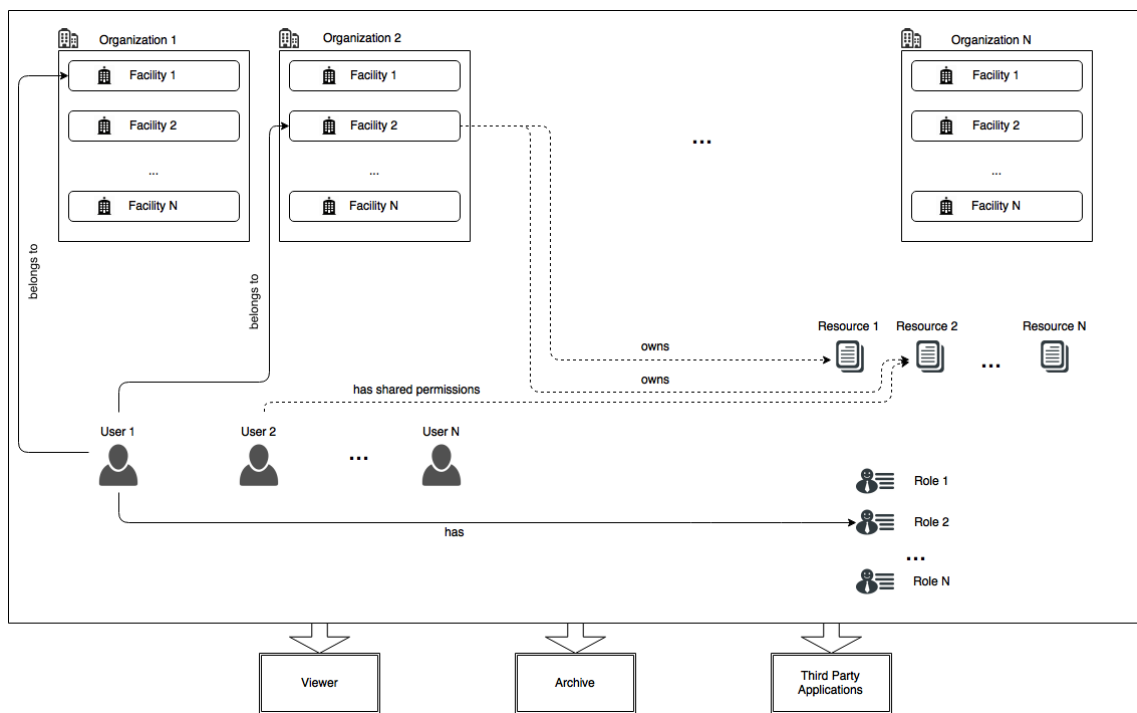 Organization 1
Organization 2
Organization N
Facility 1
Facility 1
Facility 1
Facility 2
Facility 2
Facility 2
...
...
...
...
Facility N
Facility N
Facility N
belongs to
belongs to
Resource 1
Resource 2
Resource N
owns
...
owns
has shared permissions
User 1
User 2
User N
...
Role 1
has
Role 2
...
Role N
Viewer
Archive
Third Party
Applications